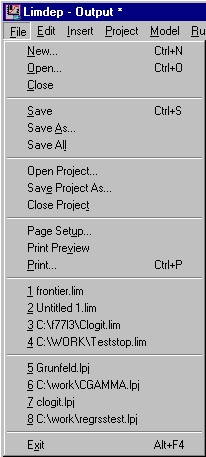 Limdep - Output *
File Edit Insert Project Model Ru
New... Ctrl+N
Open... Ctrl+O
Close
Save Ctrl+S
Save As...
Save All
Open Project...
Save Project As...
Close Project
Page Setup...
Print Preview
Print... Ctrl+P
1 frontier.lim
2 Untitled 1.lim
3 C:\f77l3\Clogit.lim
4 C:\WORK\Teststop.lim
5 Grunfeld.lpj
6 C:\work\CGAMMA.lpj
7 clogit.lpj
8 C:\work\regrsstest.lpj
Exit Alt+F4